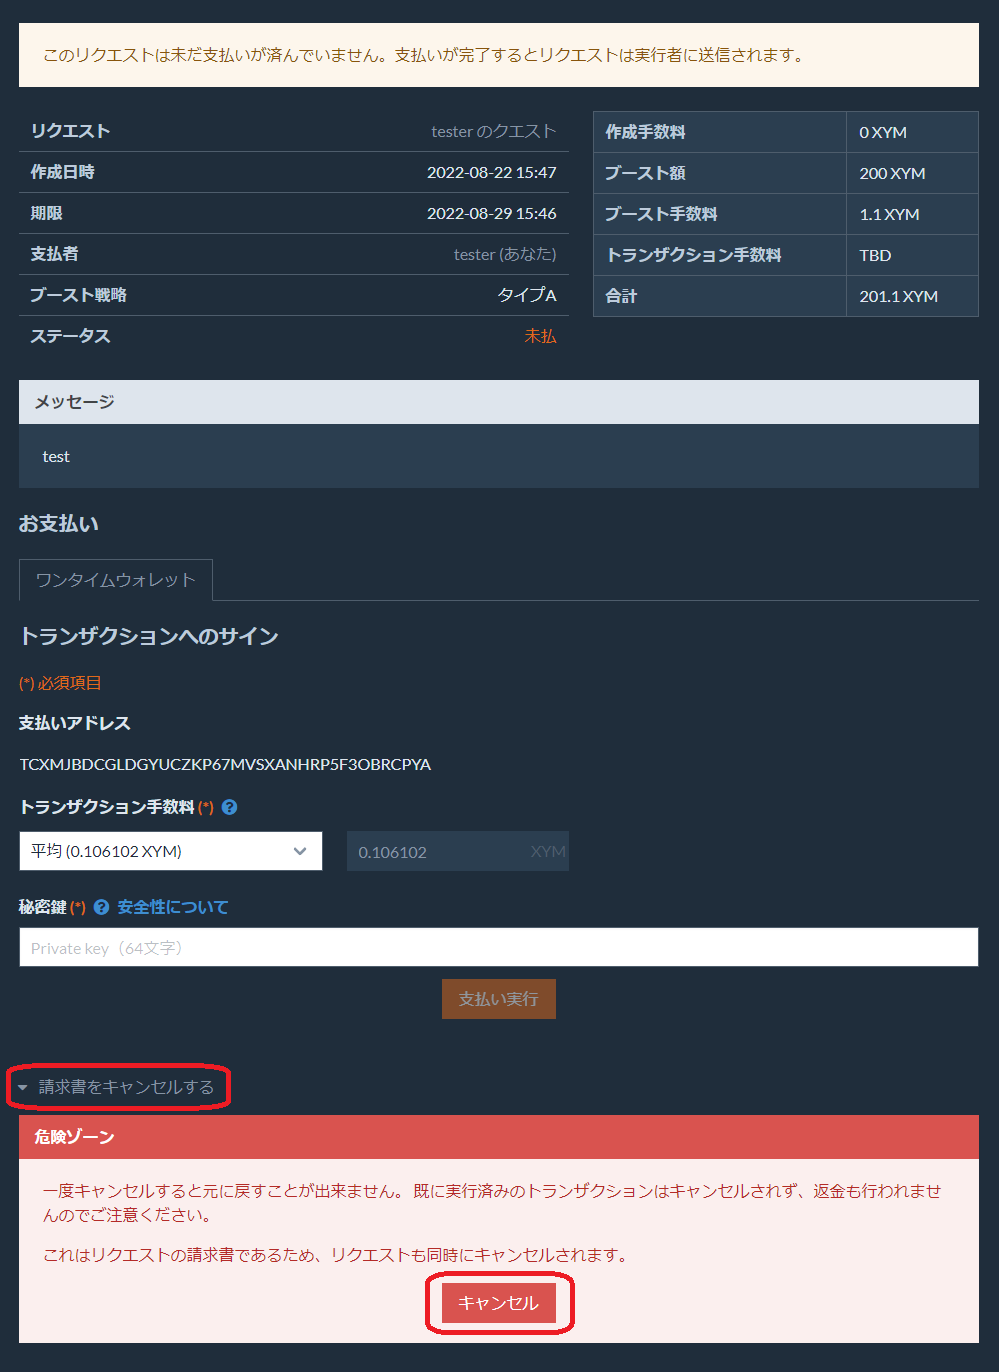 このリクエストは未だ支払いが済んでいません。支払いが完了するとリクエストは実行者に送信されます。
リクエスト tester のクエスト
作成日時 2022-08-22 15:47
期限 2022-08-29 15:46
支払者 tester (あなた)
ブースト戦略 タイプA
ステータス 未払
作成手数料 0 XYM
ブースト額 200 XYM
ブースト手数料 1.1 XYM
トランザクション手数料 TBD
合計 201.1 XYM
メッセージ
test
お支払い
ワンタイムウォレット
トランザクションへのサイン
(*) 必須項目
支払いアドレス
TCXMJBDCGLDGYUCZKP67MVSXANHRP5F3OBRCPYA
トランザクション手数料 (*) ?
平均 (0.106102 XYM) 0.106102 XYM
秘密鍵 (*) ? 安全性について
Private key（64文字）
支払い実行
請求書をキャンセルする
危険ゾーン
一度キャンセルすると元に戻すことが出来ません。 既に実行済みのトランザクションはキャンセルされず、返金も行われませ
んのでご注意ください。
これはリクエストの請求書であるため、リクエストも同時にキャンセルされます。
キャンセル